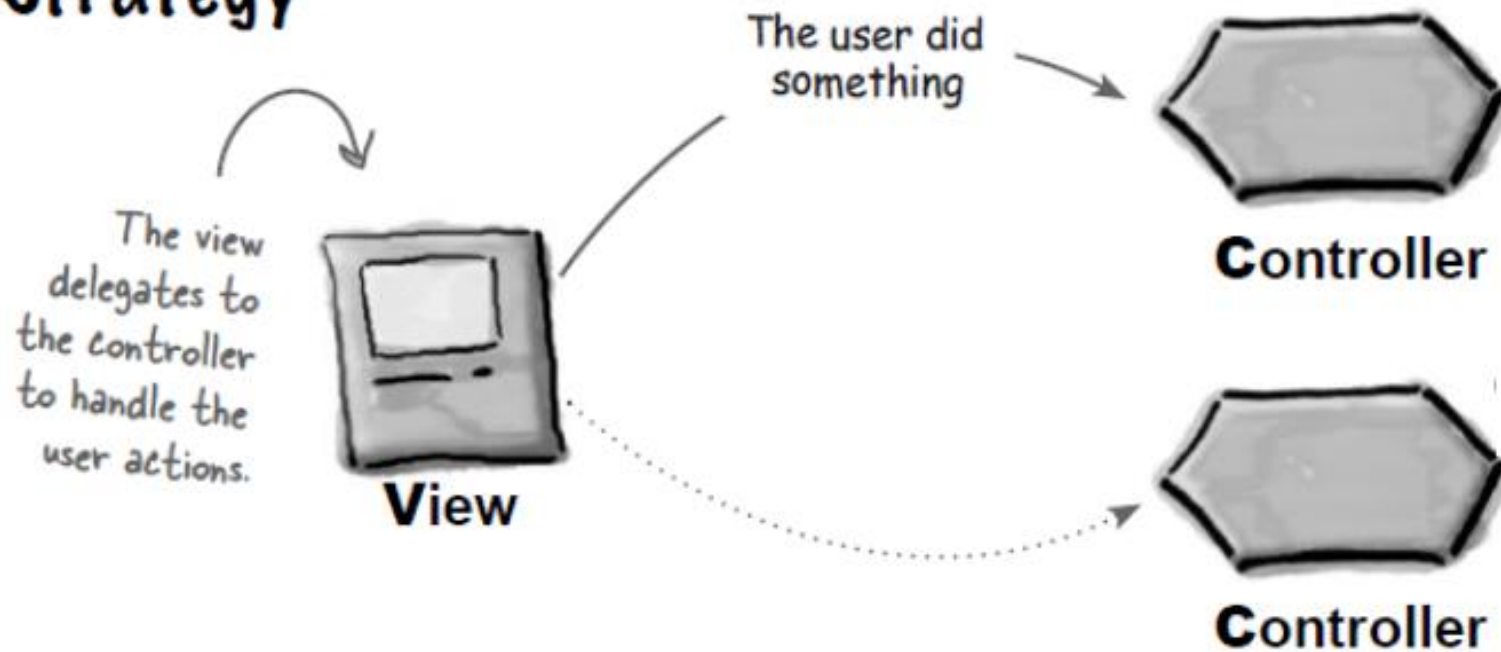 Strategy
The user did
something
Controller
The view
delegates to
the controller
to handle the
user actions.
View
Controller